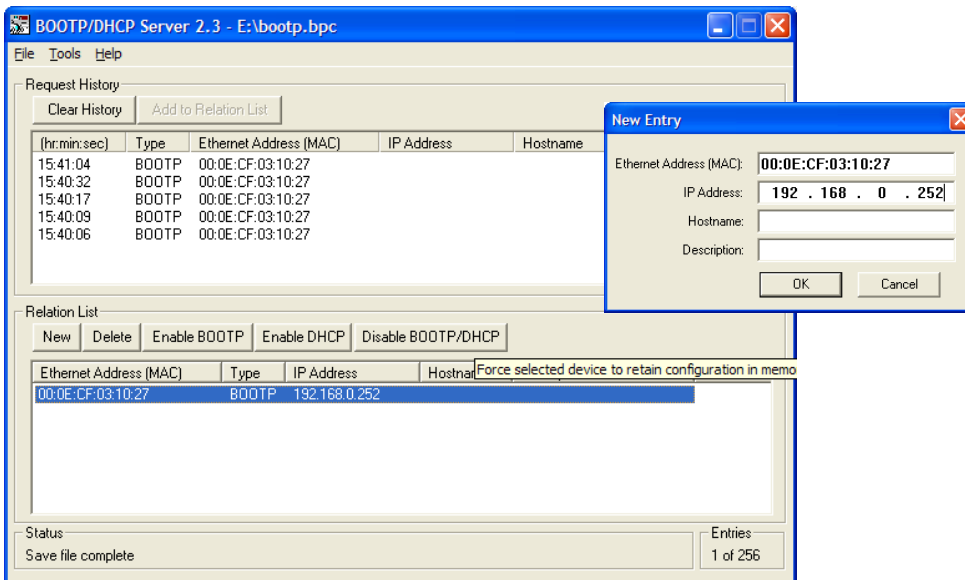 BOOTP/DHCP Server 2.3 - E:\bootp.bpc
File Tools Help
Request History
Clear History Add to Relation List
(hr:min:sec) Type Ethernet Address (MAC) IP Address Hostname
15:41:04 BOOTP 00:0E:CF:03:10:27
15:40:32 BOOTP 00:0E:CF:03:10:27
15:40:17 BOOTP 00:0E:CF:03:10:27
15:40:09 BOOTP 00:0E:CF:03:10:27
15:40:06 BOOTP 00:0E:CF:03:10:27
New Entry
Ethernet Address (MAC): 00:0E:CF:03:10:27
IP Address: 192 . 168 . 0 . 252
Hostname:
Description:
OK Cancel
Relation List
New Delete Enable BOOTP Enable DHCP Disable BOOTP/DHCP
Force selected device to retain configuration in memo
Ethernet Address (MAC) Type IP Address Hostnar
00:0E:CF:03:10:27 BOOTP 192.168.0.252
Status
Save file complete
Entries
1 of 256